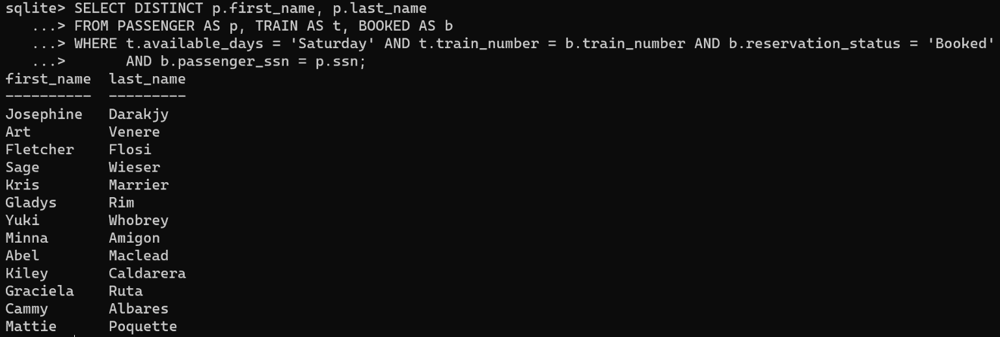 sqlite> SELECT DISTINCT p.first_name, p.last_name
   ...> FROM PASSENGER AS p, TRAIN AS t, BOOKED AS b
   ...> WHERE t.available_days = 'Saturday' AND t.train_number = b.train_number AND b.reservation_status = 'Booked'
   ...>       AND b.passenger_ssn = p.ssn;
first_name  last_name
----------  ---------
Josephine   Darakjy
Art         Venere
Fletcher    Flosi
Sage        Wieser
Kris        Marrier
Gladys      Rim
Yuki        Whobrey
Minna       Amigon
Abel        Maclead
Kiley       Caldarera
Graciela    Ruta
Cammy       Albares
Mattie      Poquette